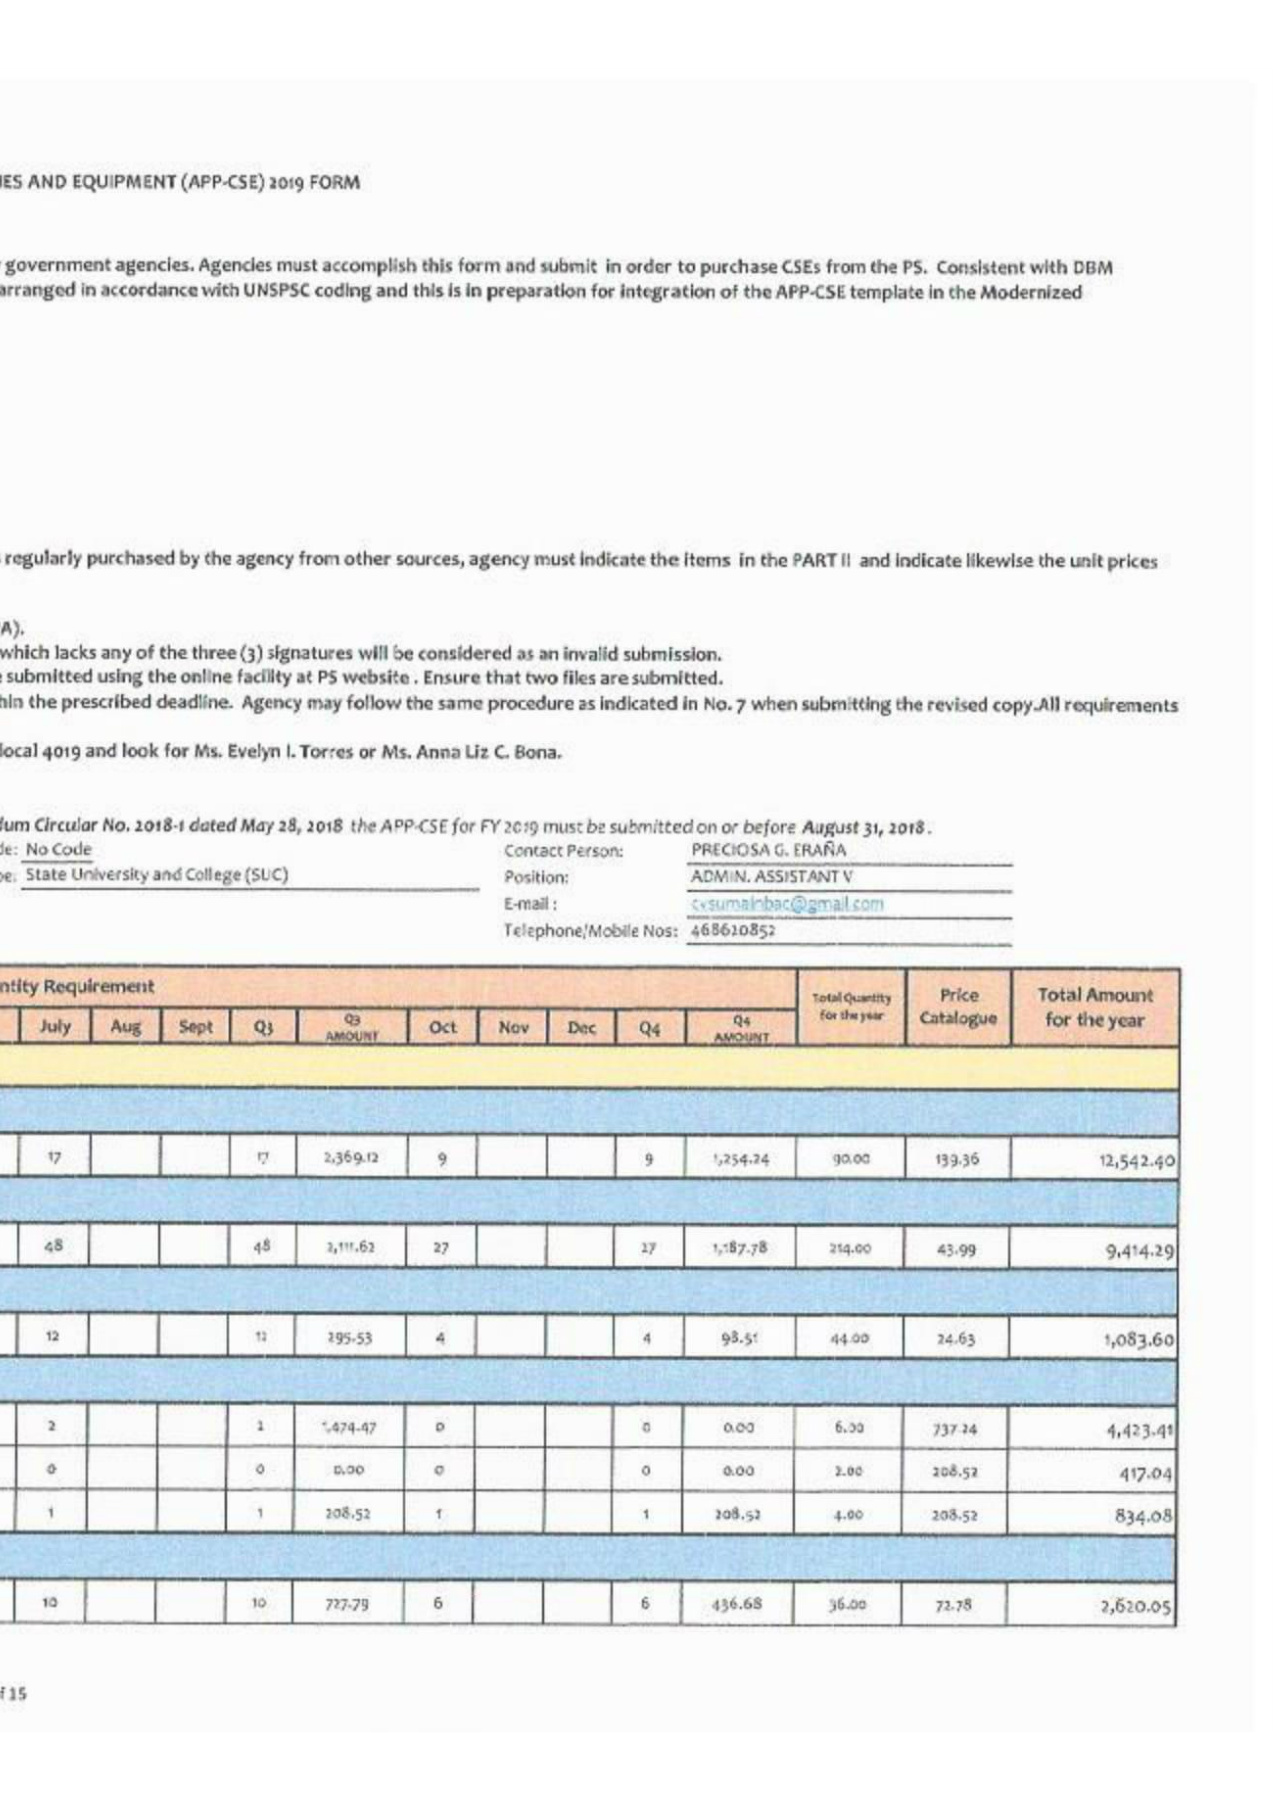 IES AND EQUIPMENT (APP-CSE) 2019 FORM
government agencies. Agencies must accomplish this form and submit in order to purchase CSEs from the PS. Consistent with DBM
arranged in accordance with UNSPSC coding and this is in preparation for integration of the APP-CSE template in the Modernized
regularly purchased by the agency from other sources, agency must indicate the items in the PART II and indicate likewise the unit prices
A).
which lacks any of the three (3) signatures will be considered as an invalid submission.
submitted using the online facility at PS website . Ensure that two files are submitted.
hin the prescribed deadline. Agency may follow the same procedure as indicated in No. 7 when submitting the revised copy.All requirements
local 4019 and look for Ms. Evelyn I. Torres or Ms. Anna Liz C. Bona.
lum Circular No. 2018-1 dated May 28, 2018 the APP-CSE for FY 2019 must be submitted on or before August 31, 2018.
de: No Code Contact Person: PRECIOSA G. ERAÑA
pe: State University and College (SUC) Position: ADMIN. ASSISTANT V
E-mail : cvsumainbac@gmail.com
Telephone/Mobile Nos: 468620852
ntity Requirement Total Quantity for the year Price Catalogue Total Amount for the year
July Aug Sept Q3 Q3 AMOUNT Oct Nov Dec Q4 Q4 AMOUNT
17 17 2,369.12 9 9 1,254.24 90.00 139.36 12,542.40
48 48 2,111.62 27 27 1,187.78 214.00 43.99 9,414.29
12 12 295.53 4 4 98.51 44.00 24.63 1,083.60
2 2 1,474.47 0 0 0.00 6.00 737.24 4,423.41
0 0 0.00 0 0 0.00 2.00 208.52 417.04
1 1 208.52 1 1 208.52 4.00 208.52 834.08
10 10 727.79 6 6 436.68 36.00 72.78 2,620.05
f 15